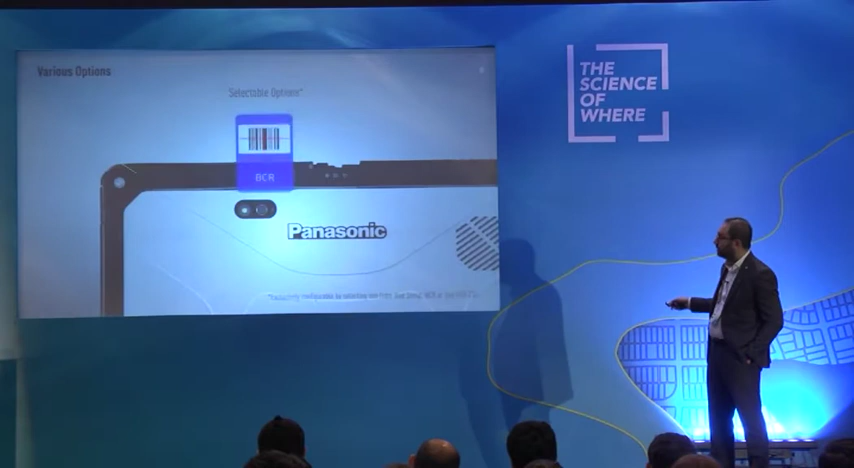 Various Options
Selectable Options*
BCR
Panasonic
THE
SCIENCE
OF
WHERE